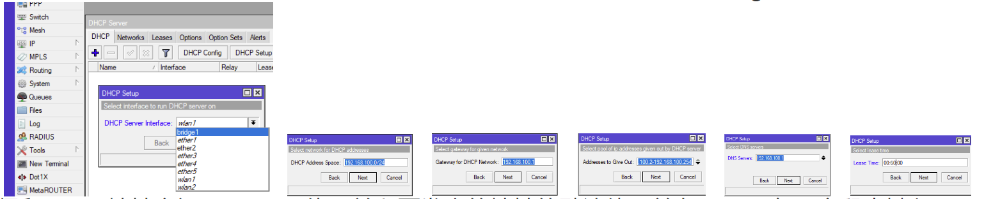 PPP
Switch
Mesh
IP
MPLS
Routing
System
Queues
Files
Log
RADIUS
Tools
New Terminal
Dot1X
MetaROUTER
DHCP Server
DHCP Networks Leases Options Option Sets Alerts
DHCP Config DHCP Setup
Name Interface Relay Lease
DHCP Setup
Select interface to run DHCP server on
DHCP Server Interface: wlan1
bridge1
ether1
ether2
ether3
ether4
ether5
wlan1
wlan2
Back
DHCP Setup
Select network for DHCP addresses
DHCP Address Space: 192.168.100.0/24
Back Next Cancel
DHCP Setup
Select gateway for given network
Gateway for DHCP Network: 192.168.100.1
Back Next Cancel
DHCP Setup
Select pool of ip addresses given out by DHCP server
Addresses to Give Out: .100.2-192.168.100.254
Back Next Cancel
DHCP Setup
Select DNS servers
DNS Servers: 192.168.100.1
Back Next Cancel
DHCP Setup
Select lease time
Lease Time: 00:60:00
Back Next Cancel